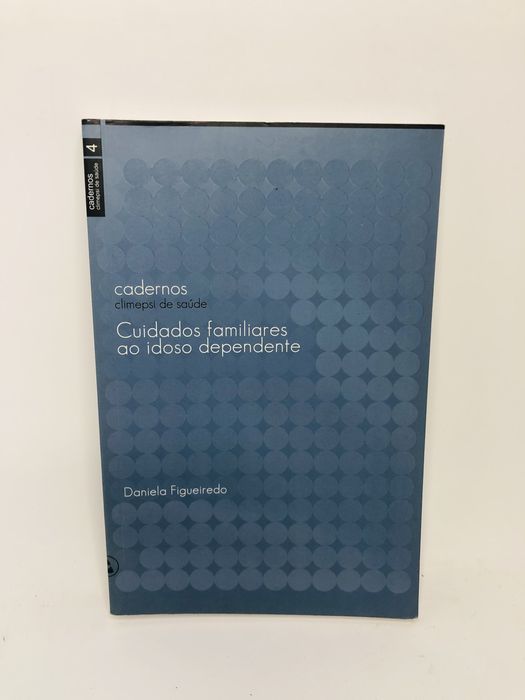 4
cadernos
climepsi de saúde
cadernos
climepsi de saúde
Cuidados familiares
ao idoso dependente
Daniela Figueiredo